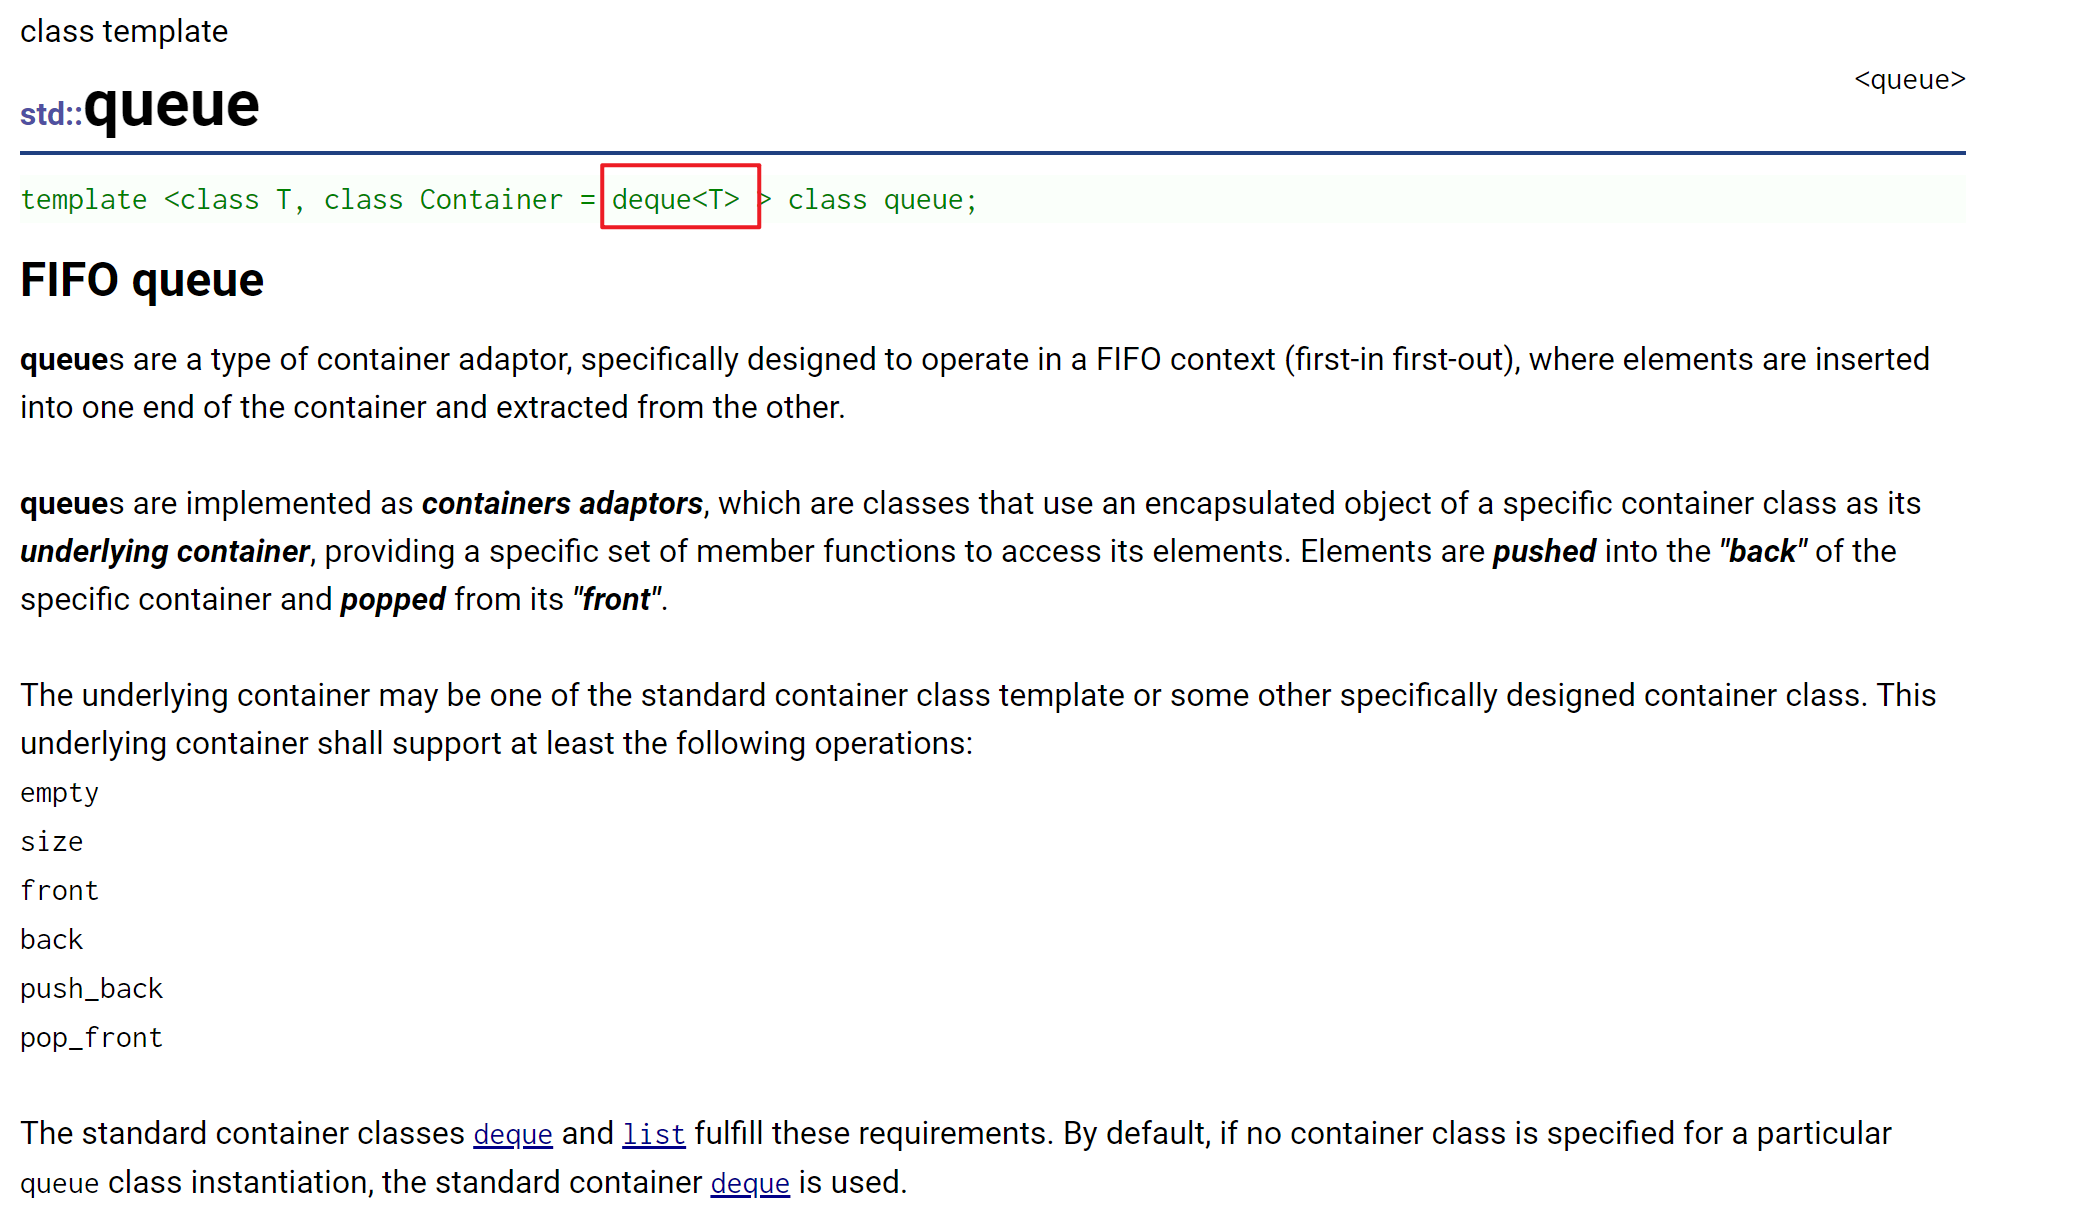 class template
<queue>
std::queue
template <class T, class Container = deque<T> > class queue;
FIFO queue
queues are a type of container adaptor, specifically designed to operate in a FIFO context (first-in first-out), where elements are inserted
into one end of the container and extracted from the other.
queues are implemented as containers adaptors, which are classes that use an encapsulated object of a specific container class as its
underlying container, providing a specific set of member functions to access its elements. Elements are pushed into the "back" of the
specific container and popped from its "front".
The underlying container may be one of the standard container class template or some other specifically designed container class. This
underlying container shall support at least the following operations:
empty
size
front
back
push_back
pop_front
The standard container classes deque and list fulfill these requirements. By default, if no container class is specified for a particular
queue class instantiation, the standard container deque is used.